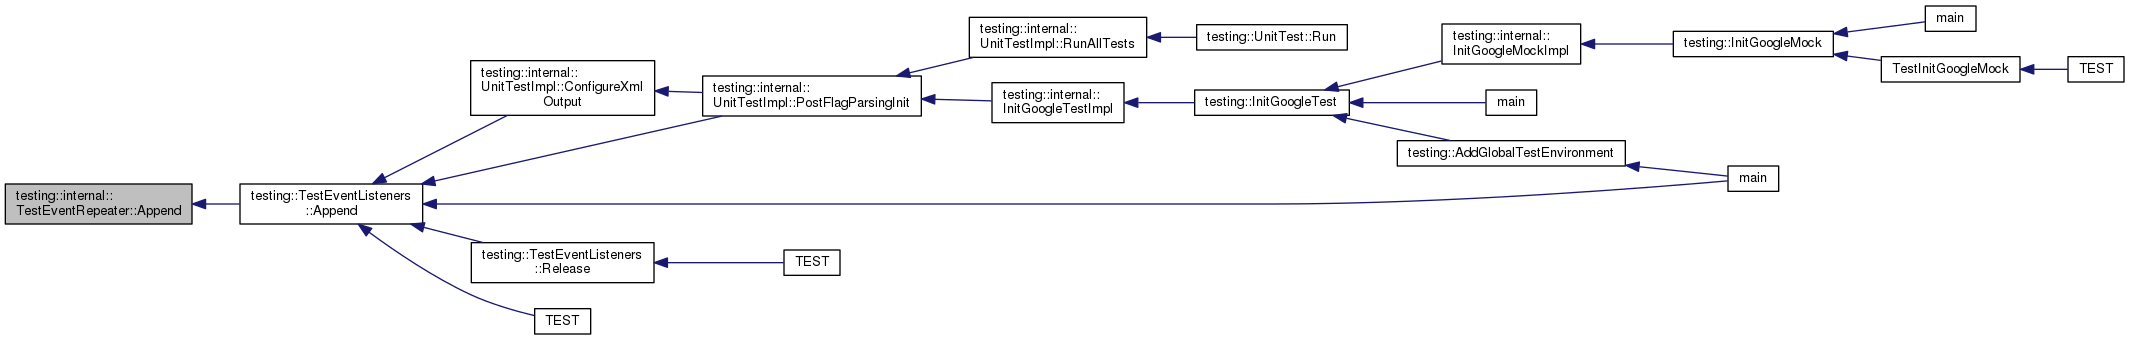 testing::internal::
TestEventRepeater::Append
testing::TestEventListeners
::Append
testing::internal::
UnitTestImpl::ConfigureXml
Output
testing::internal::
UnitTestImpl::PostFlagParsingInit
testing::internal::
UnitTestImpl::RunAllTests
testing::UnitTest::Run
testing::internal::
InitGoogleTestImpl
testing::InitGoogleTest
testing::internal::
InitGoogleMockImpl
testing::InitGoogleMock
main
TestInitGoogleMock
TEST
main
testing::AddGlobalTestEnvironment
main
testing::TestEventListeners
::Release
TEST
TEST